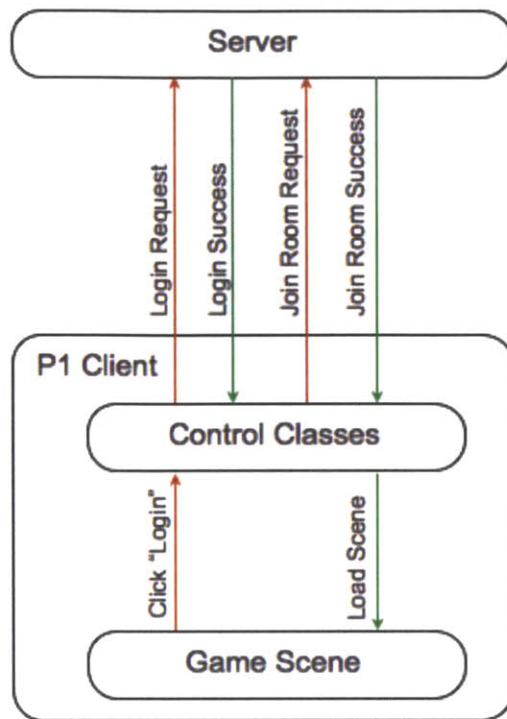 Server
Login Request
Login Success
Join Room Request
Join Room Success
P1 Client
Control Classes
Click "Login"
Load Scene
Game Scene